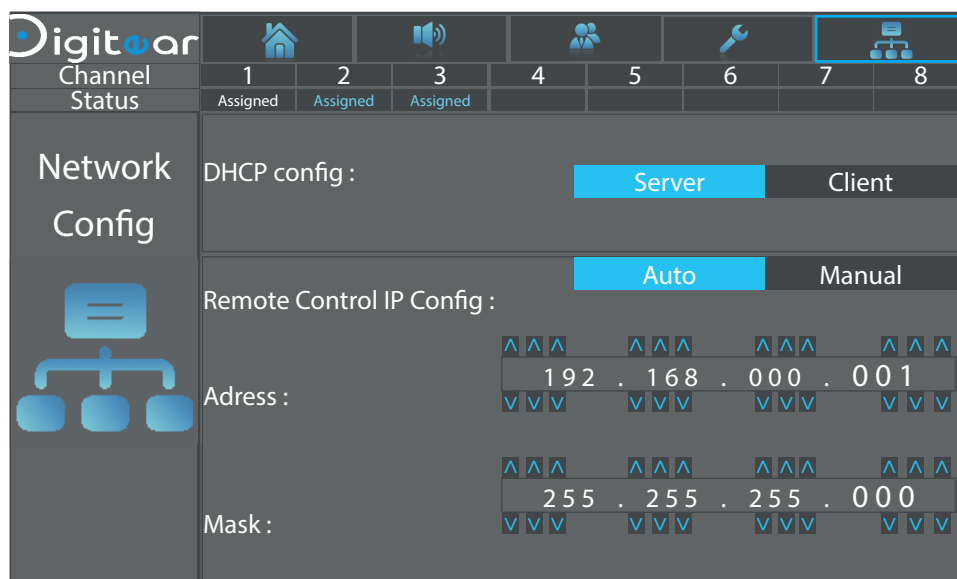 Digitear
Channel 1 2 3 4 5 6 7 8
Status Assigned Assigned Assigned
Network
Config
DHCP config : Server Client
Auto Manual
Remote Control IP Config :
Adress : 192 . 168 . 000 . 001
Mask : 255 . 255 . 255 . 000